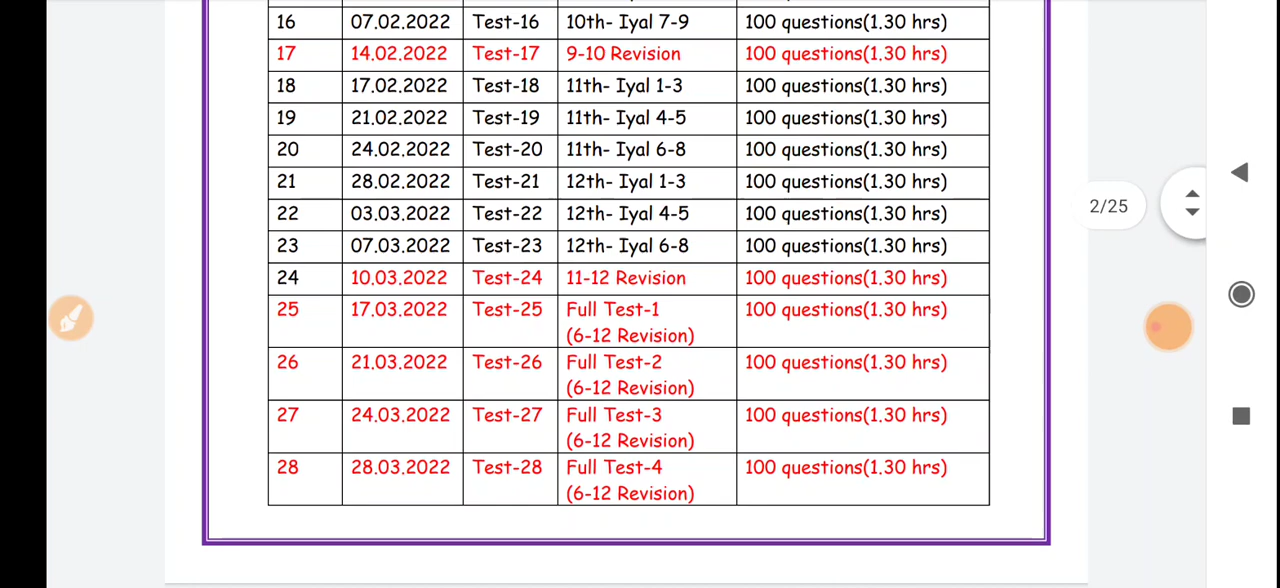 16 07.02.2022 Test-16 10th- Iyal 7-9 100 questions(1.30 hrs)
17 14.02.2022 Test-17 9-10 Revision 100 questions(1.30 hrs)
18 17.02.2022 Test-18 11th- Iyal 1-3 100 questions(1.30 hrs)
19 21.02.2022 Test-19 11th- Iyal 4-5 100 questions(1.30 hrs)
20 24.02.2022 Test-20 11th- Iyal 6-8 100 questions(1.30 hrs)
21 28.02.2022 Test-21 12th- Iyal 1-3 100 questions(1.30 hrs)
22 03.03.2022 Test-22 12th- Iyal 4-5 100 questions(1.30 hrs)
23 07.03.2022 Test-23 12th- Iyal 6-8 100 questions(1.30 hrs)
24 10.03.2022 Test-24 11-12 Revision 100 questions(1.30 hrs)
25 17.03.2022 Test-25 Full Test-1 100 questions(1.30 hrs)
(6-12 Revision)
26 21.03.2022 Test-26 Full Test-2 100 questions(1.30 hrs)
(6-12 Revision)
27 24.03.2022 Test-27 Full Test-3 100 questions(1.30 hrs)
(6-12 Revision)
28 28.03.2022 Test-28 Full Test-4 100 questions(1.30 hrs)
(6-12 Revision)
2/25